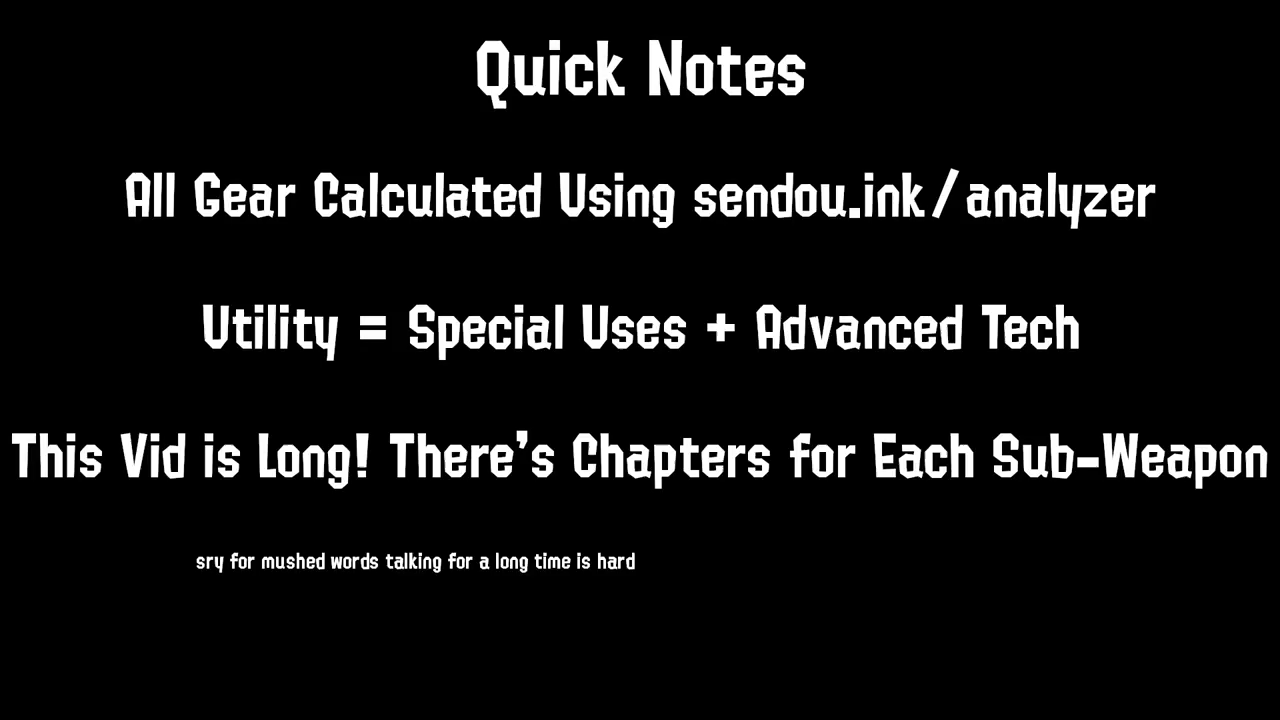 Quick Notes
All Gear Calculated Using sendou.ink/analyzer
Utility = Special Uses + Advanced Tech
This Vid is Long! There's Chapters for Each Sub-Weapon
sry for mushed words talking for a long time is hard